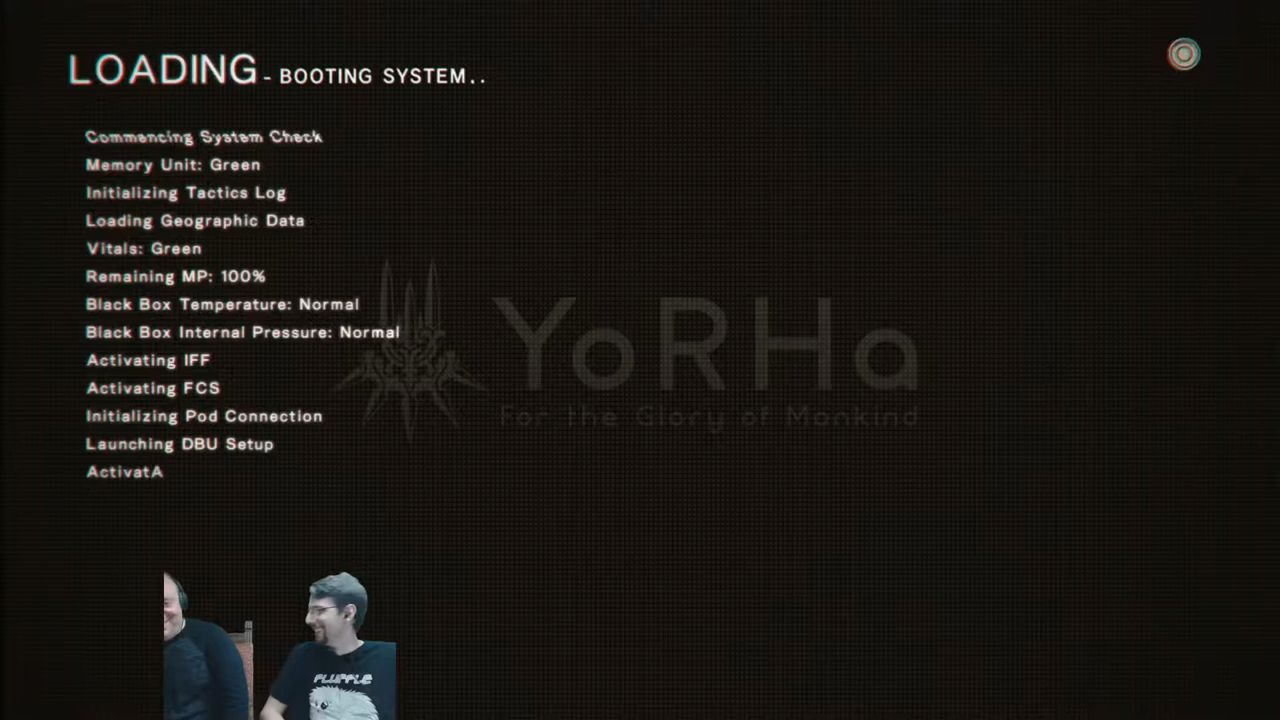 LOADING - BOOTING SYSTEM..
Commencing System Check
Memory Unit: Green
Initializing Tactics Log
Loading Geographic Data
Vitals: Green
Remaining MP: 100%
Black Box Temperature: Normal
Black Box Internal Pressure: Normal
Activating IFF
Activating FCS
Initializing Pod Connection
Launching DBU Setup
ActivatA
YoRHa
For the Glory of Mankind
FLUFFLE